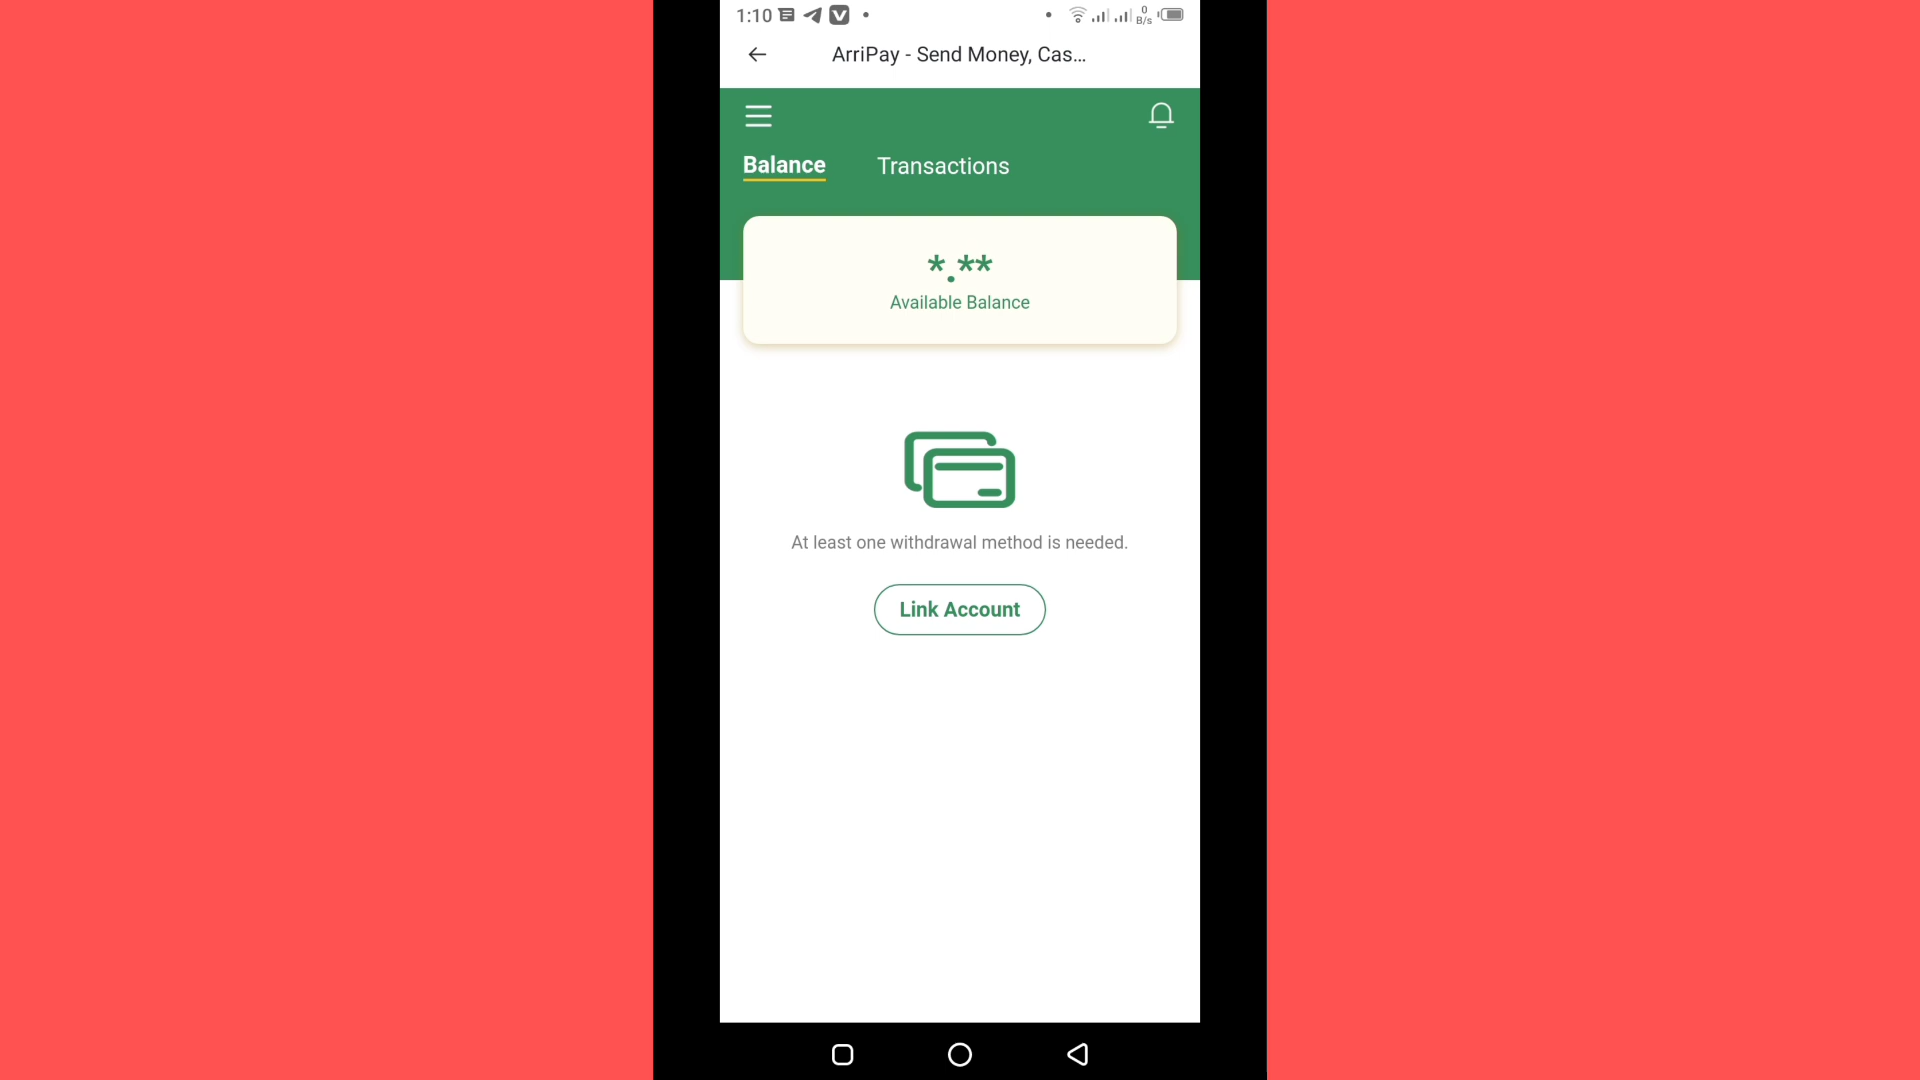 1:10
0
B/s
ArriPay - Send Money, Cas...
Balance
Transactions
*.**
Available Balance
At least one withdrawal method is needed.
Link Account